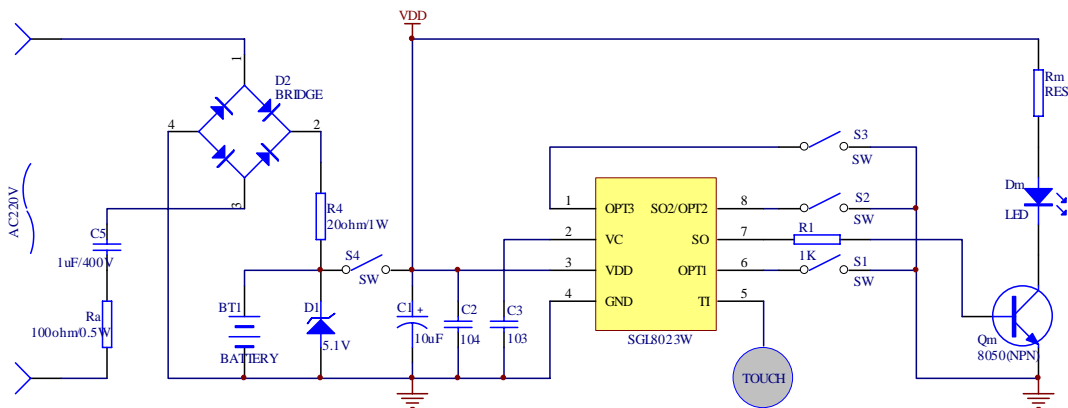 VDD
1
D2
BRIDGE
Rm
RES
4
2
S3
SW
AC220V
3
R4
20ohm/1W
1
OPT3
SO2/OPT2
8
S2
SW
Dm
LED
C5
1uF/400V
2
VC
SO
7
R1
1K
S4
SW
3
VDD
OPT1
6
S1
SW
4
GND
TI
5
Ra
100ohm/0.5W
BT1
BATTERY
D1
5.1V
C1
+
10uF
C2
104
C3
103
SGL8023W
Qm
8050(NPN)
TOUCH